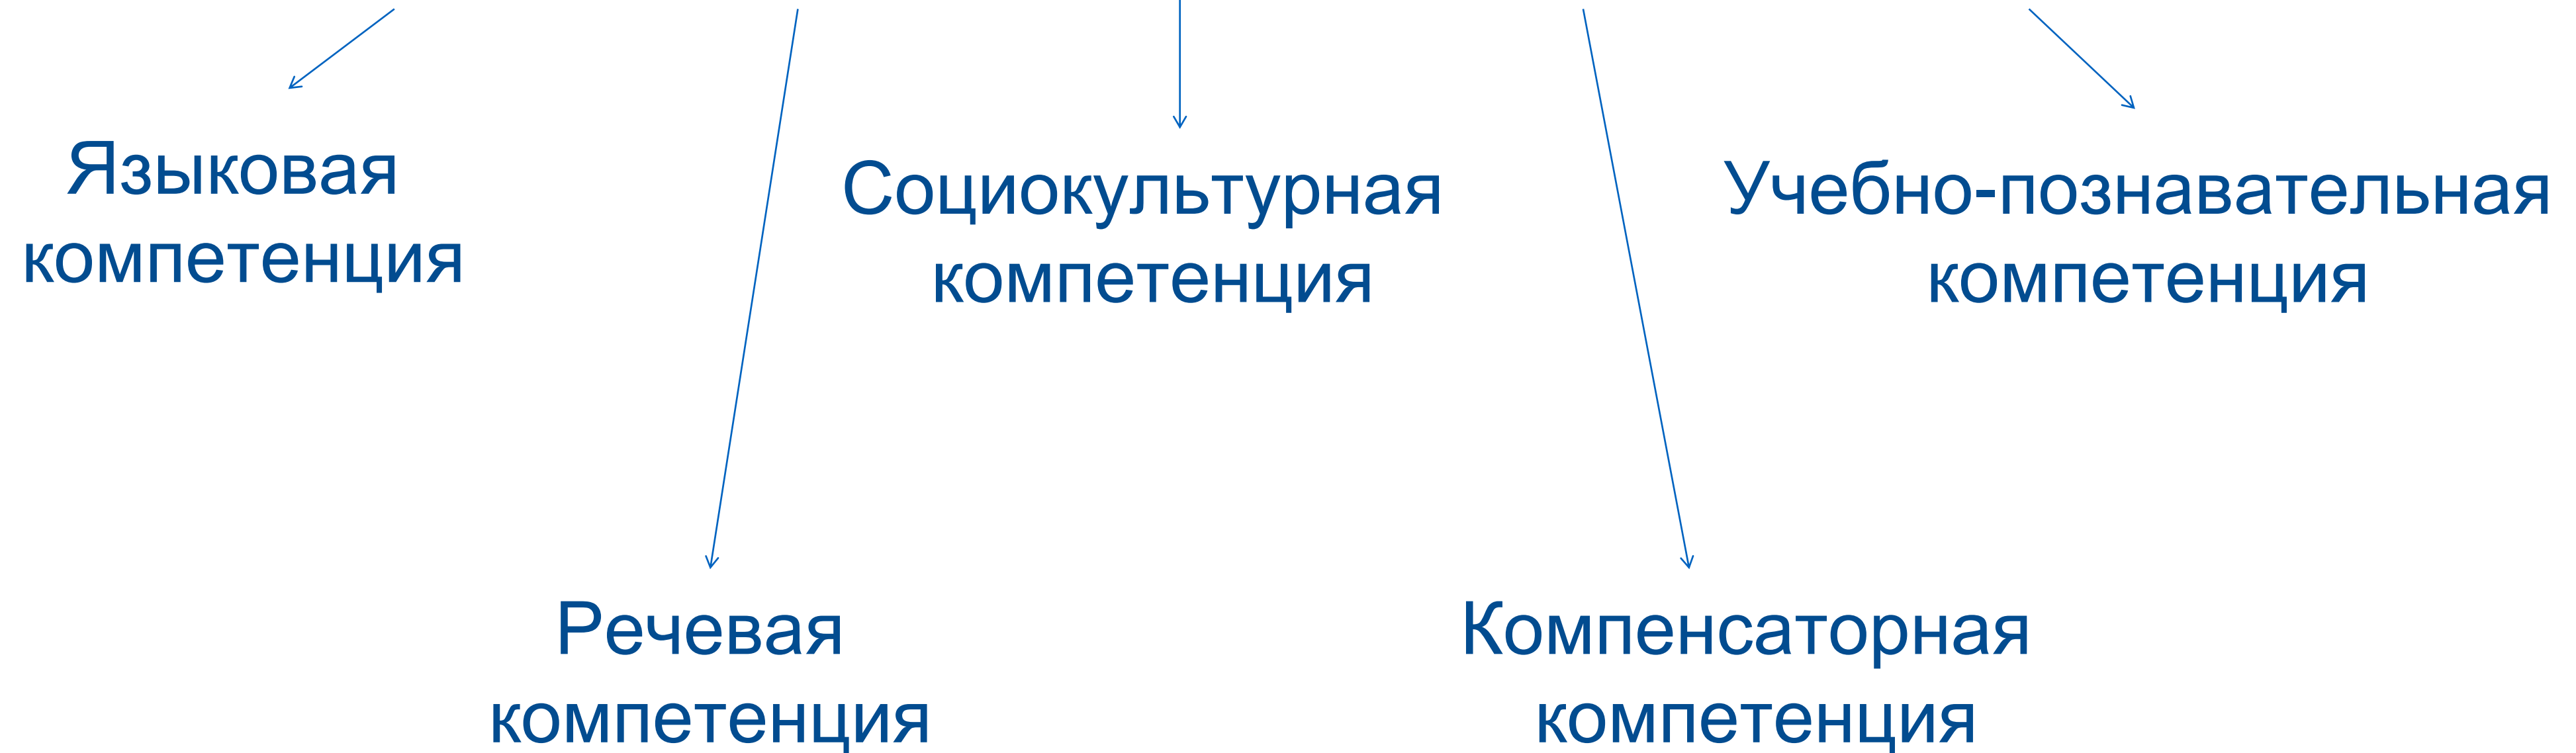 Языковая
компетенция
Социокультурная
компетенция
Учебно-познавательная
компетенция
Речевая
компетенция
Компенсаторная
компетенция